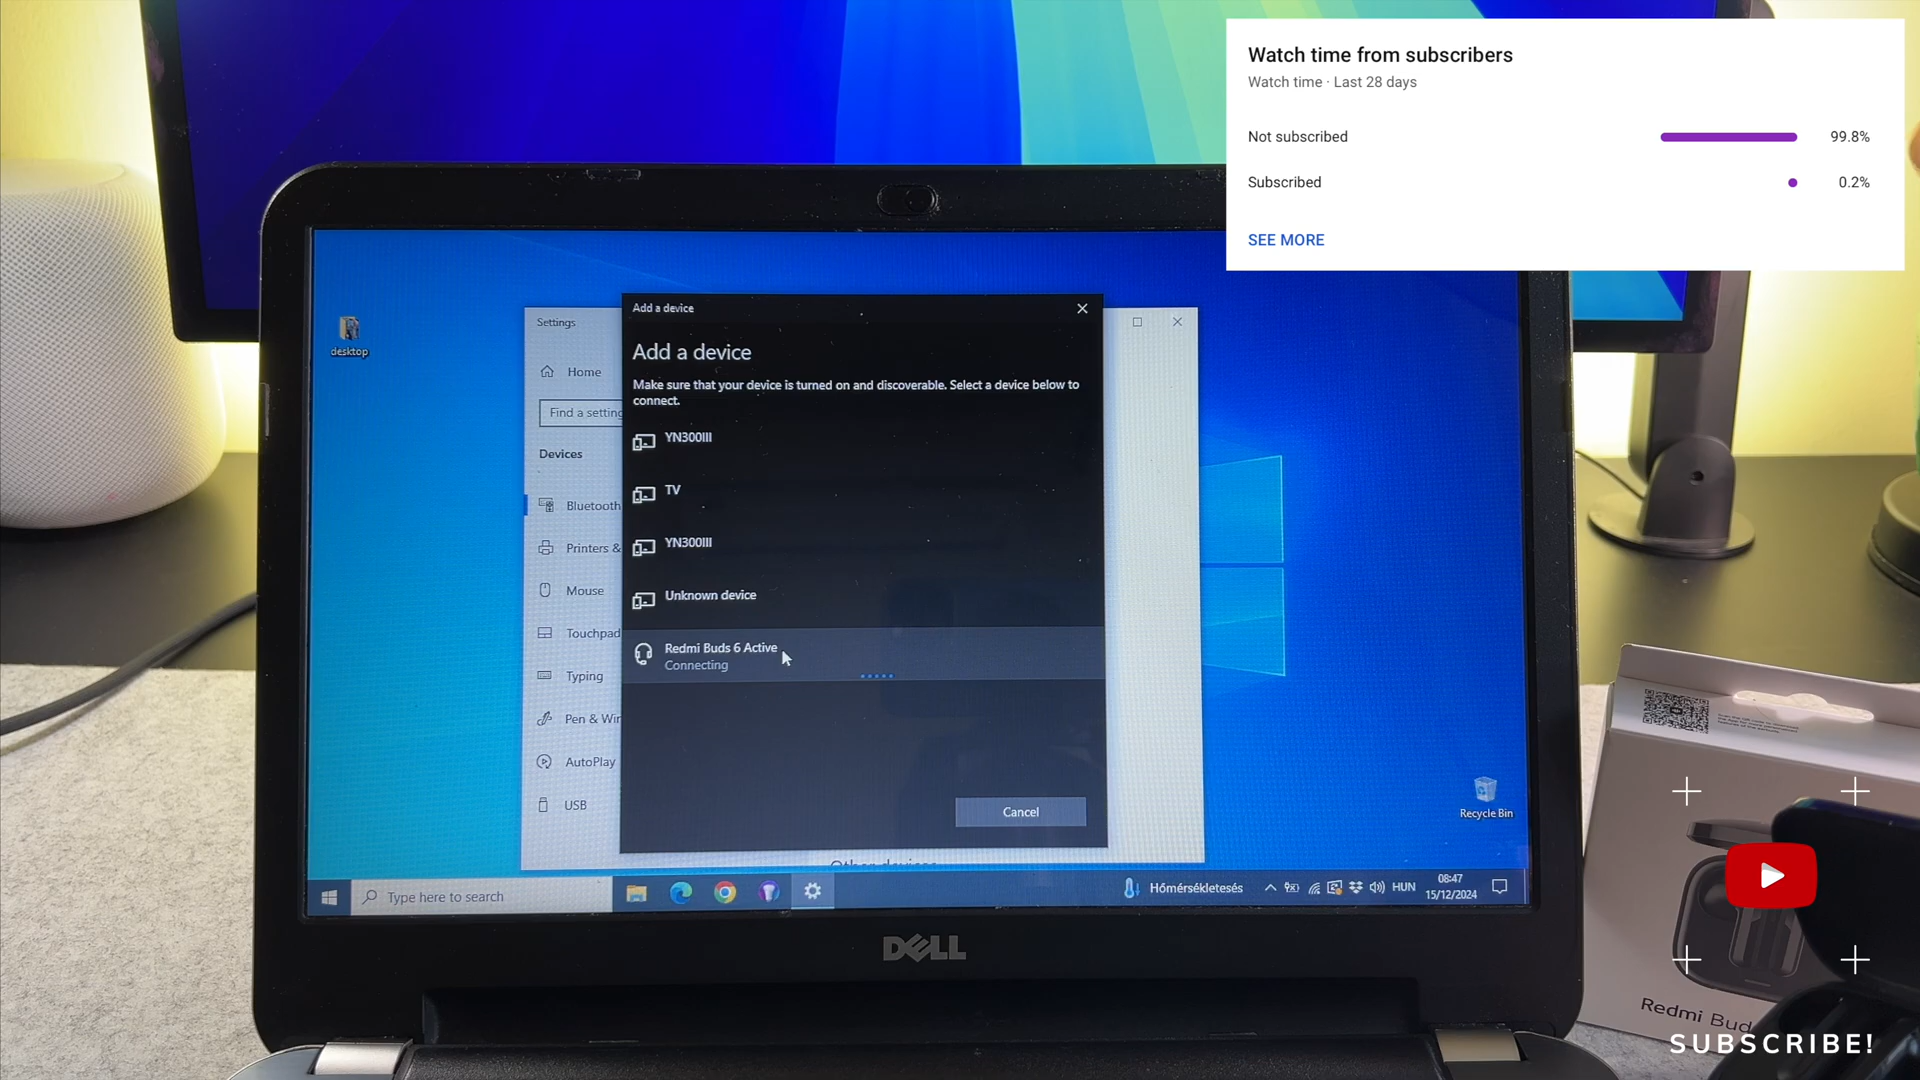 Watch time from subscribers
Watch time · Last 28 days
Not subscribed 99.8%
Subscribed 0.2%
SEE MORE
desktop
Settings
Home
Find a setting
Devices
Bluetooth
Printers &
Mouse
Touchpad
Typing
Pen & Wi
AutoPlay
USB
Add a device
Add a device
Make sure that your device is turned on and discoverable. Select a device below to
connect.
YN300III
TV
YN300III
Unknown device
Redmi Buds 6 Active
Connecting
Cancel
Other devices
Recycle Bin
Type here to search
Hőmérsékletesés
HUN
08:47
15/12/2024
DELL
Redmi Buds
SUBSCRIBE!